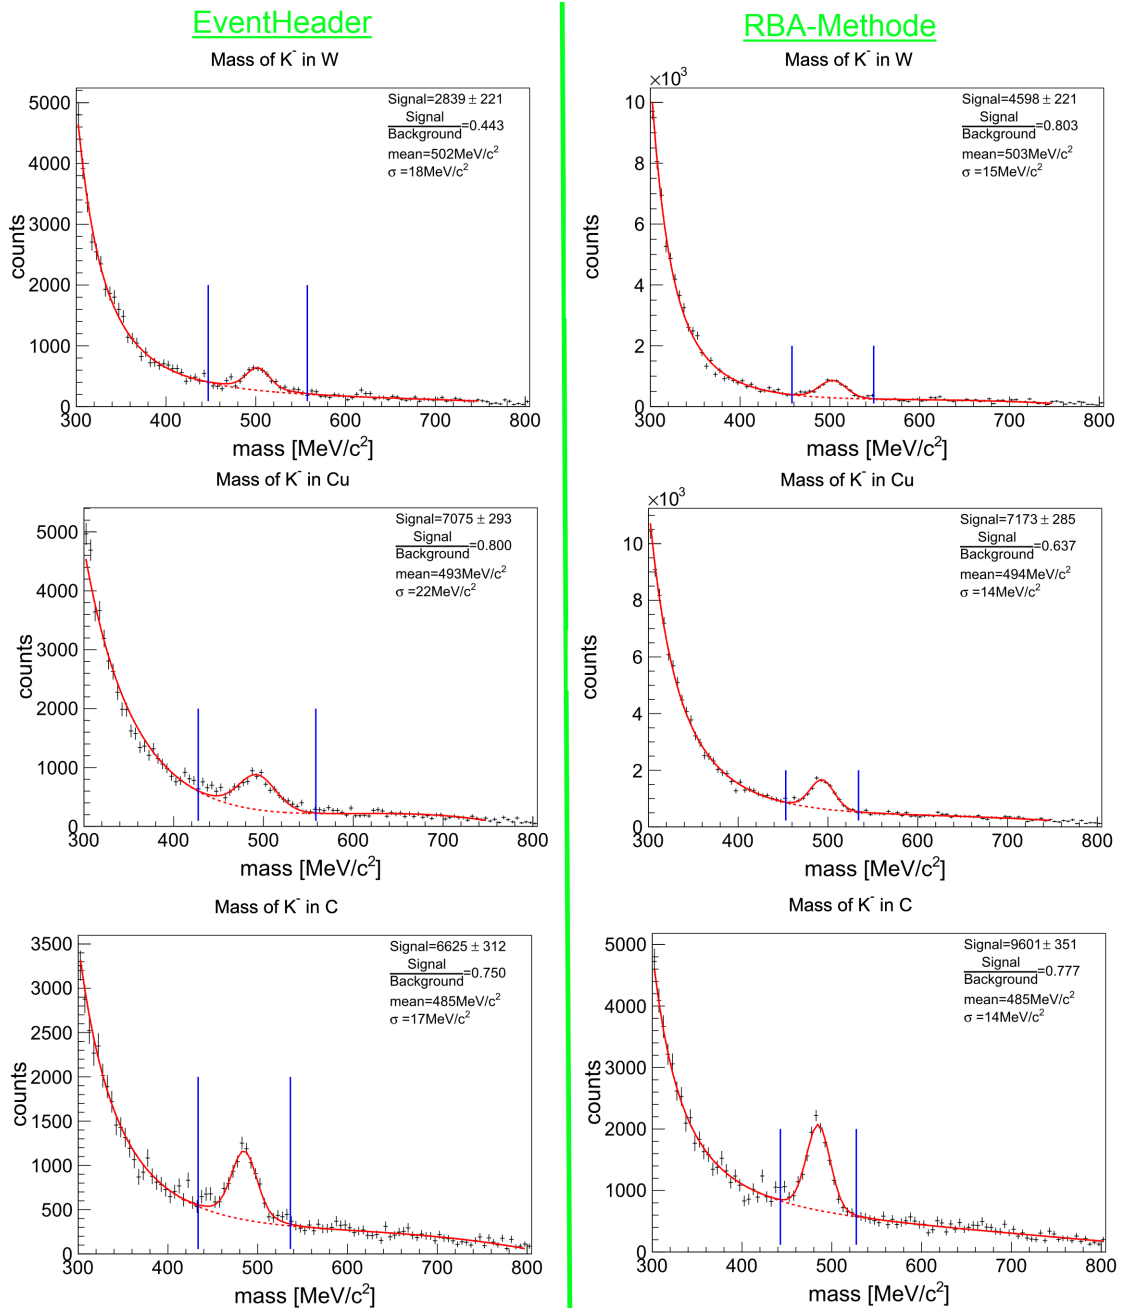 EventHeader
RBA-Methode
Mass of K⁻ in W
5000
4000
3000
2000
1000
0
300
400
500
600
700
800
counts
mass [MeV/c²]
Signal=2839 ± 221
Signal
Background
=0.443
mean=502MeV/c²
σ =18MeV/c²
Mass of K⁻ in W
×10³
10
8
6
4
2
0
300
400
500
600
700
800
counts
mass [MeV/c²]
Signal=4598 ± 221
Signal
Background
=0.803
mean=503MeV/c²
σ =15MeV/c²
Mass of K⁻ in Cu
5000
4000
3000
2000
1000
0
300
400
500
600
700
800
counts
mass [MeV/c²]
Signal=7075 ± 293
Signal
Background
=0.800
mean=493MeV/c²
σ =22MeV/c²
Mass of K⁻ in Cu
×10³
10
8
6
4
2
0
300
400
500
600
700
800
counts
mass [MeV/c²]
Signal=7173 ± 285
Signal
Background
=0.637
mean=494MeV/c²
σ =14MeV/c²
Mass of K⁻ in C
3500
3000
2500
2000
1500
1000
500
0
300
400
500
600
700
800
counts
mass [MeV/c²]
Signal=6625 ± 312
Signal
Background
=0.750
mean=485MeV/c²
σ =17MeV/c²
Mass of K⁻ in C
5000
4000
3000
2000
1000
0
300
400
500
600
700
800
counts
mass [MeV/c²]
Signal=9601 ± 351
Signal
Background
=0.777
mean=485MeV/c²
σ =14MeV/c²